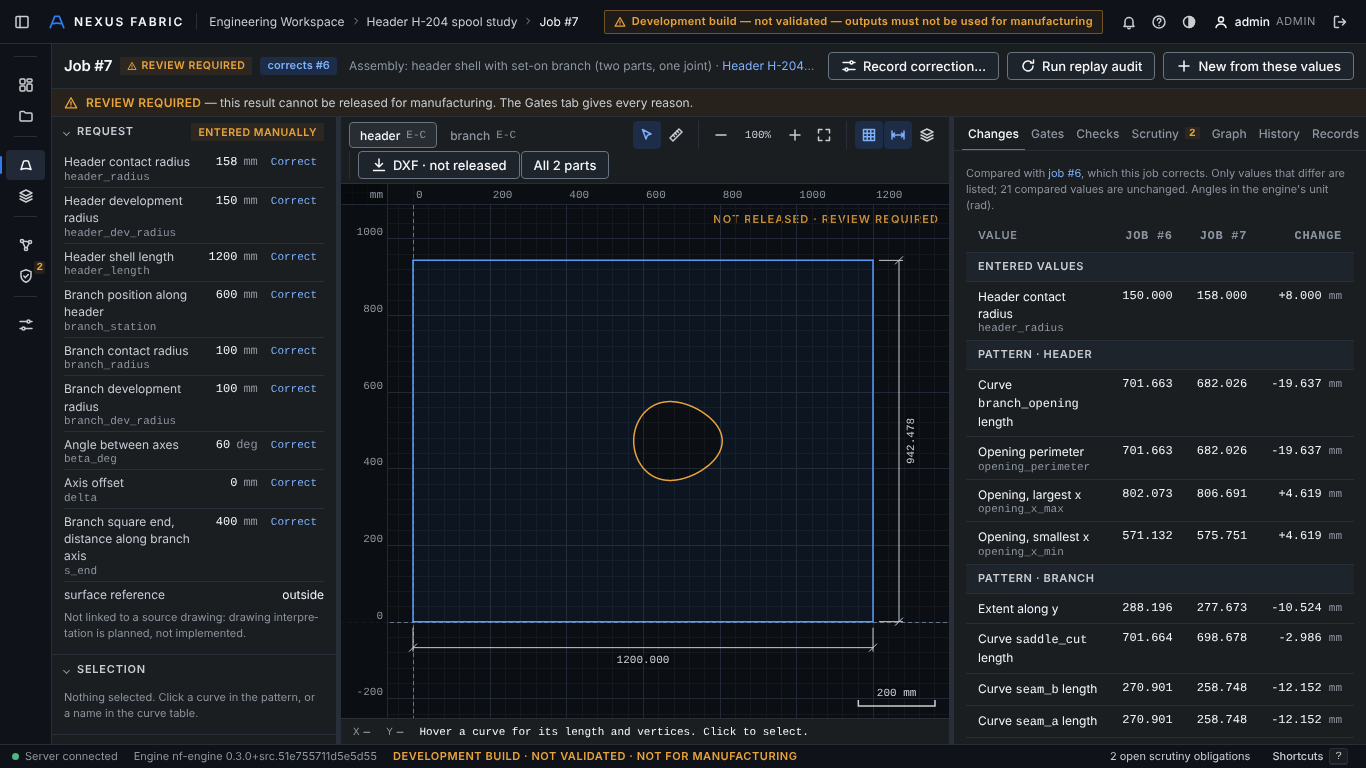 NEXUS FABRIC
Engineering Workspace > Header H-204 spool study > Job #7
Development build — not validated — outputs must not be used for manufacturing
admin ADMIN
Job #7
REVIEW REQUIRED
corrects #6
Assembly: header shell with set-on branch (two parts, one joint) · Header H-204…
Record correction…
Run replay audit
New from these values
REVIEW REQUIRED — this result cannot be released for manufacturing. The Gates tab gives every reason.
2
REQUEST
ENTERED MANUALLY
Header contact radius 158 mm Correct
header_radius
Header development 150 mm Correct
radius
header_dev_radius
Header shell length 1200 mm Correct
header_length
Branch position along 600 mm Correct
header
branch_station
Branch contact radius 100 mm Correct
branch_radius
Branch development 100 mm Correct
radius
branch_dev_radius
Angle between axes 60 deg Correct
beta_deg
Axis offset 0 mm Correct
delta
Branch square end, 400 mm Correct
distance along branch
axis
s_end
surface reference outside
Not linked to a source drawing: drawing interpre-
tation is planned, not implemented.
SELECTION
Nothing selected. Click a curve in the pattern, or
a name in the curve table.
header E-C
branch E-C
100%
DXF · not released
All 2 parts
mm 0 200 400 600 800 1000 1200
NOT RELEASED · REVIEW REQUIRED
1000
800
600
400
200
0
-200
942.478
1200.000
200 mm
X — Y — Hover a curve for its length and vertices. Click to select.
Changes Gates Checks Scrutiny 2 Graph History Records
Compared with job #6, which this job corrects. Only values that differ are
listed; 21 compared values are unchanged. Angles in the engine's unit
(rad).
VALUE JOB #6 JOB #7 CHANGE
ENTERED VALUES
Header contact 150.000 158.000 +8.000 mm
radius
header_radius
PATTERN · HEADER
Curve 701.663 682.026 -19.637 mm
branch_opening
length
Opening perimeter 701.663 682.026 -19.637 mm
opening_perimeter
Opening, largest x 802.073 806.691 +4.619 mm
opening_x_max
Opening, smallest x 571.132 575.751 +4.619 mm
opening_x_min
PATTERN · BRANCH
Extent along y 288.196 277.673 -10.524 mm
Curve saddle_cut 701.664 698.678 -2.986 mm
length
Curve seam_b length 270.901 258.748 -12.152 mm
Curve seam_a length 270.901 258.748 -12.152 mm
Server connected
Engine nf-engine 0.3.0+src.51e755711d5e5d55
DEVELOPMENT BUILD · NOT VALIDATED · NOT FOR MANUFACTURING
2 open scrutiny obligations
Shortcuts ?